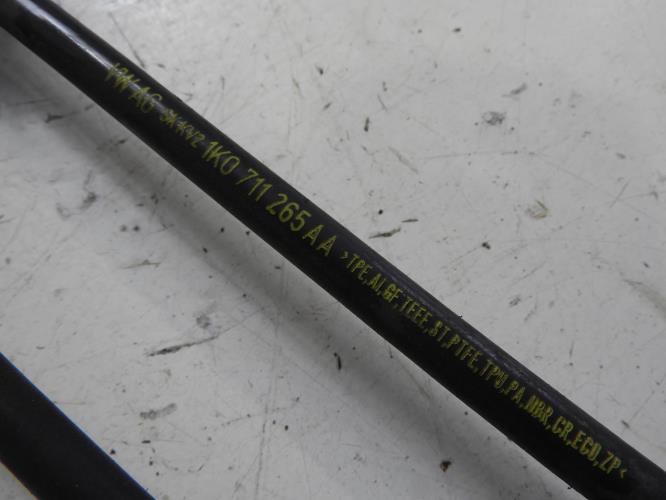 VW AG 1K0 711 265 AA >TPE,AL,GF,TEEE,ST,PTFE,TPU,PA,NBR,CR,ECO,ZP<